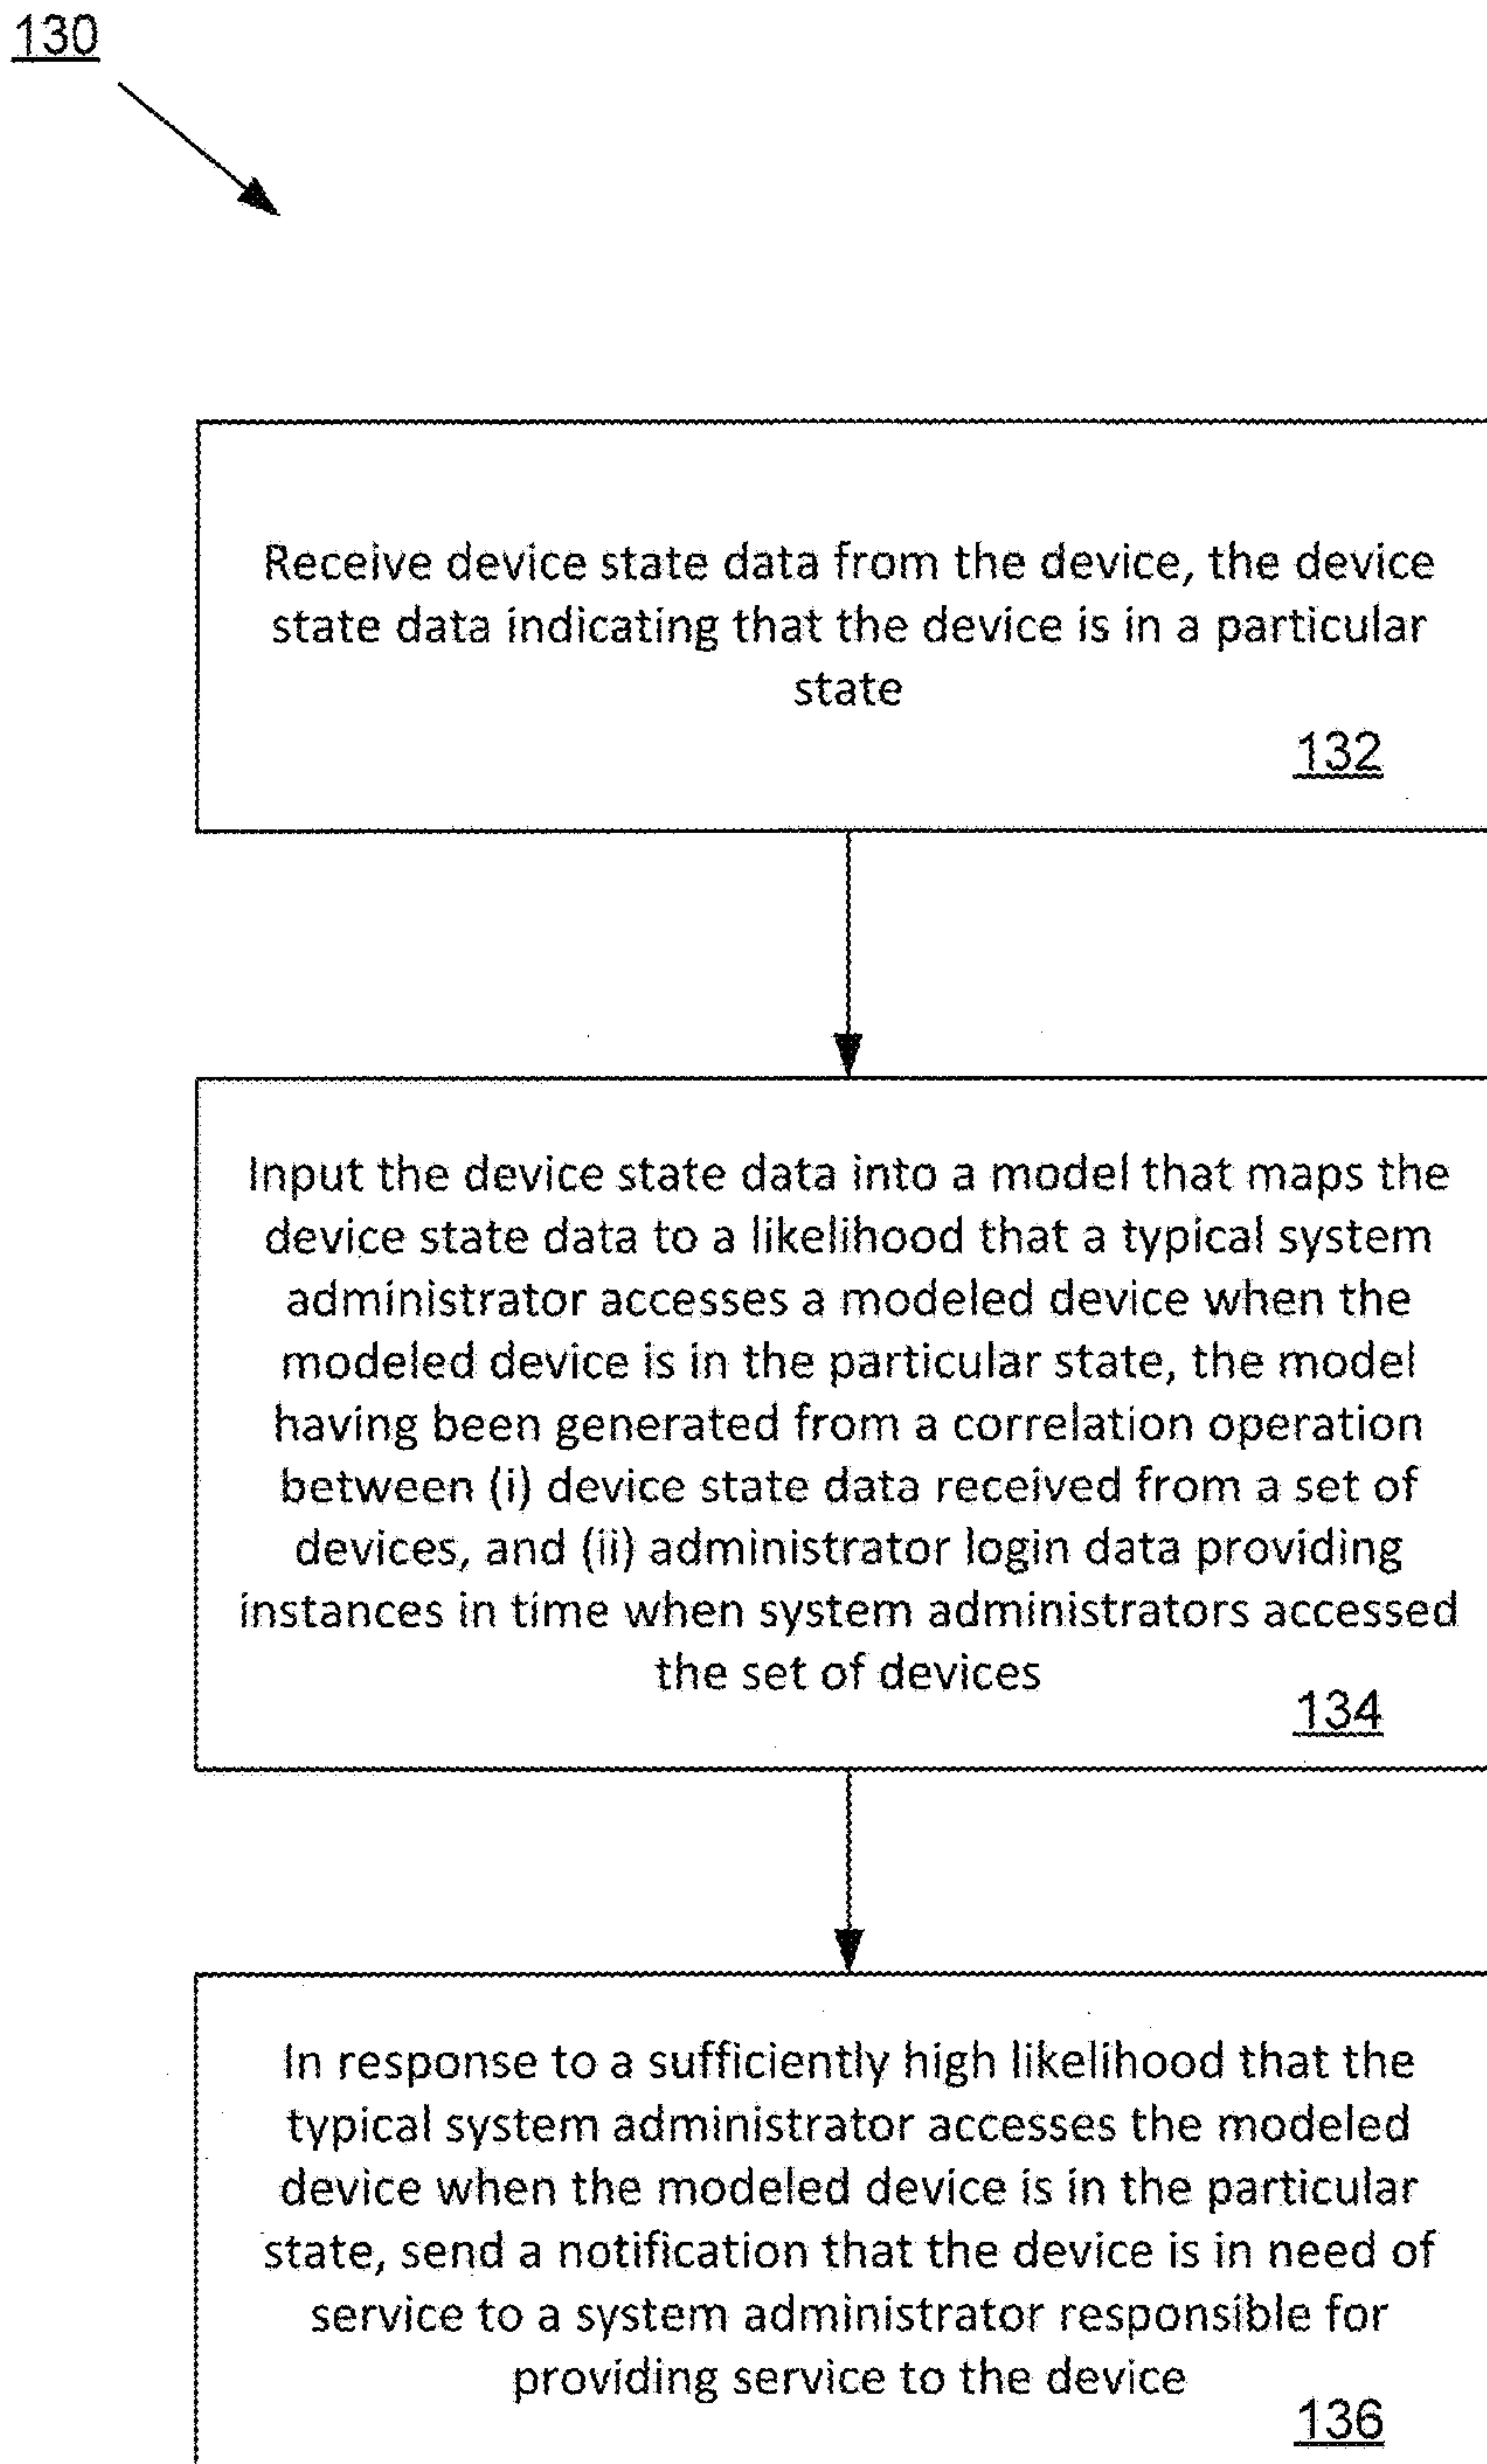 130
Receive device state data from the device, the device
state data indicating that the device is in a particular
state
132
Input the device state data into a model that maps the
device state data to a likelihood that a typical system
administrator accesses a modeled device when the
modeled device is in the particular state, the model
having been generated from a correlation operation
between (i) device state data received from a set of
devices, and (ii) administrator login data providing
instances in time when system administrators accessed
the set of devices
134
In response to a sufficiently high likelihood that the
typical system administrator accesses the modeled
device when the modeled device is in the particular
state, send a notification that the device is in need of
service to a system administrator responsible for
providing service to the device
136